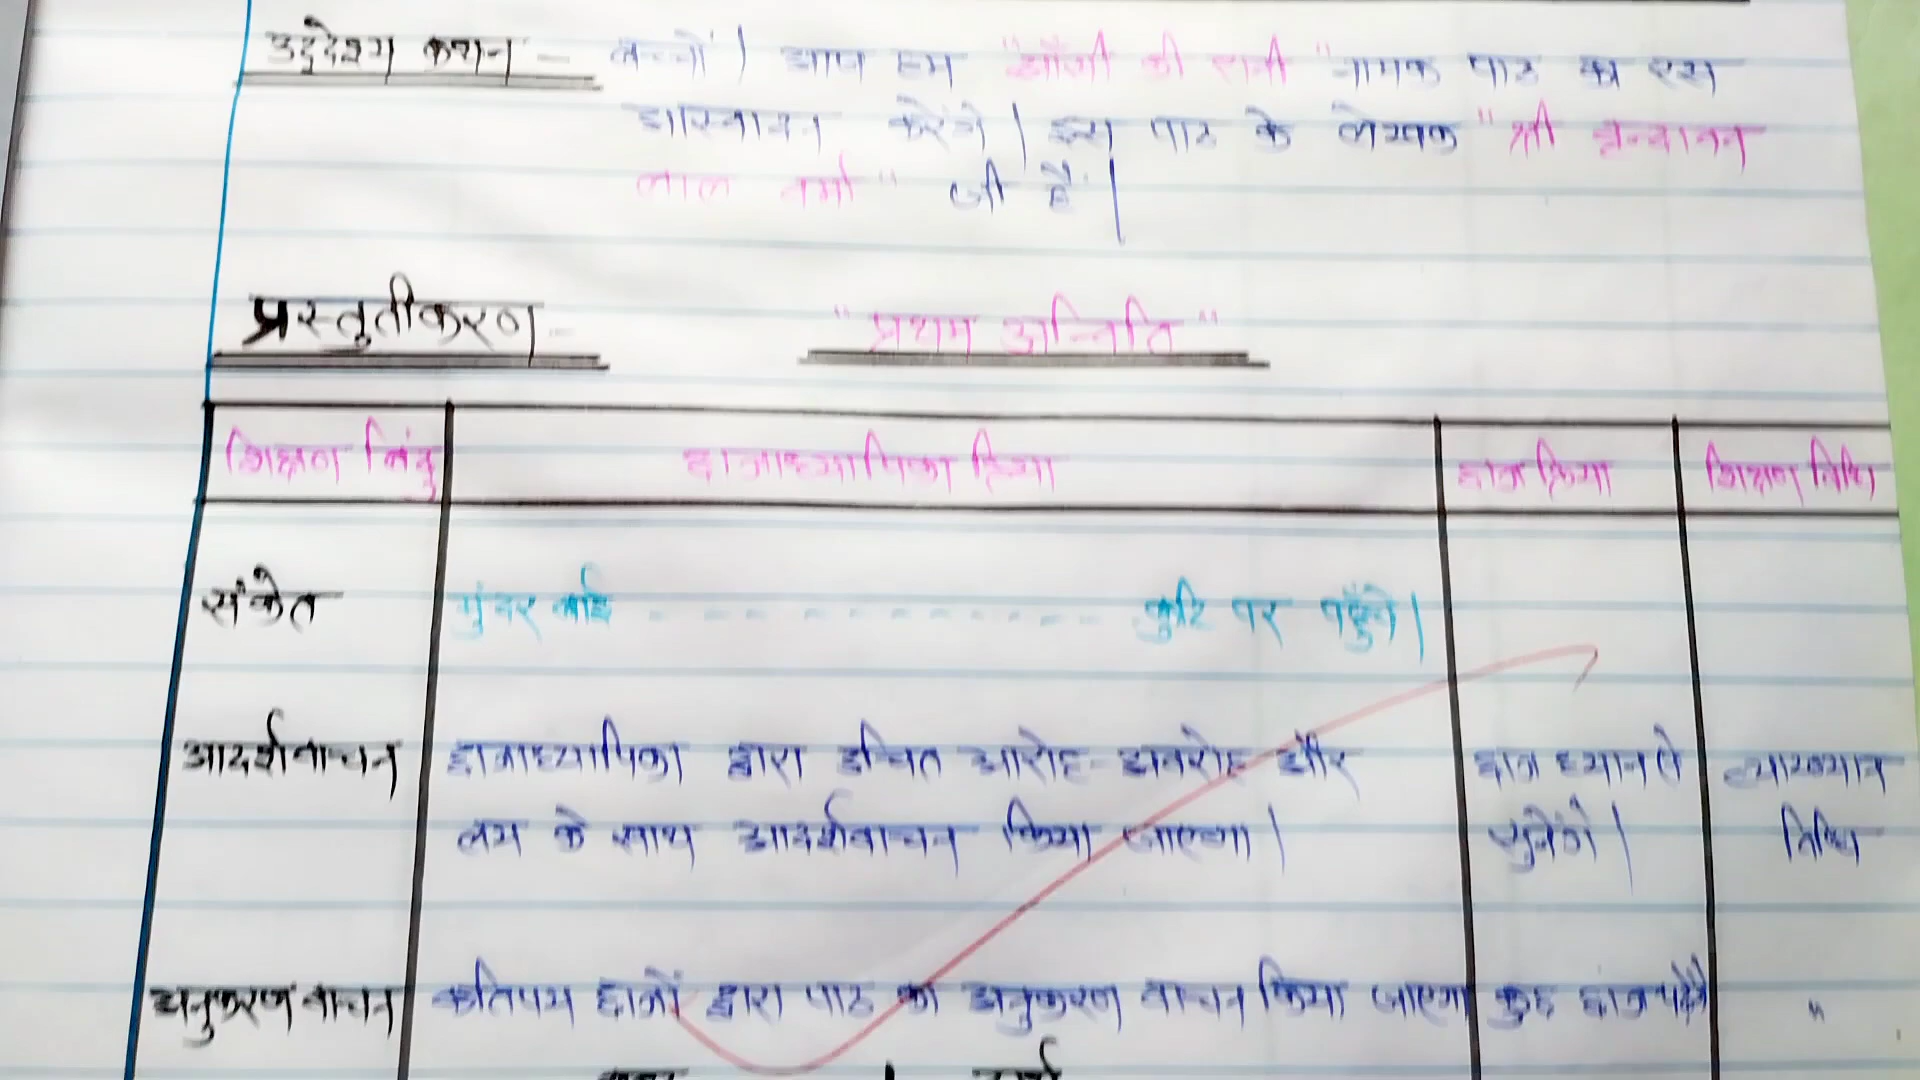 उद्देश्य कथन - बच्चों! आज हम "झाँसी की रानी" नामक पाठ का रस
आस्वादन करेंगे। इस पाठ के लेखक "श्री वृन्दावन
लाल वर्मा" जी हैं।
प्रस्तुतीकरण - "प्रथम अन्विति"
शिक्षण बिंदु छात्राध्यापिका क्रिया छात्र क्रिया शिक्षण विधि
संकेत मुंदर बाई - - - - - - - - - - कुटि पर पहुँचे।
आदर्शवाचन छात्राध्यापिका द्वारा उचित आरोह-अवरोह और छात्र ध्यान से व्याख्यान
लय के साथ आदर्शवाचन किया जाएगा। सुनेंगे। विधि
अनुकरण वाचन कतिपय छात्रों द्वारा पाठ का अनुकरण वाचन किया जाएगा कुछ छात्र पढ़ेंगे "